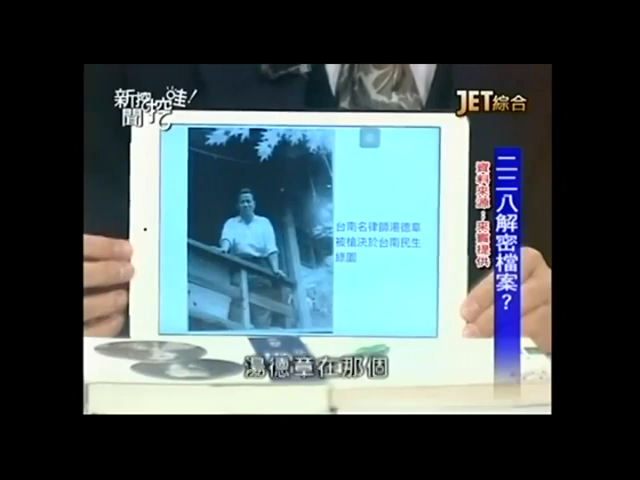 新聞挖挖哇!
JET綜合
台南名律師湯德章
被槍決於台南民生
綠園
二二八解密檔案?
資料來源:來賓提供
湯德章在那個